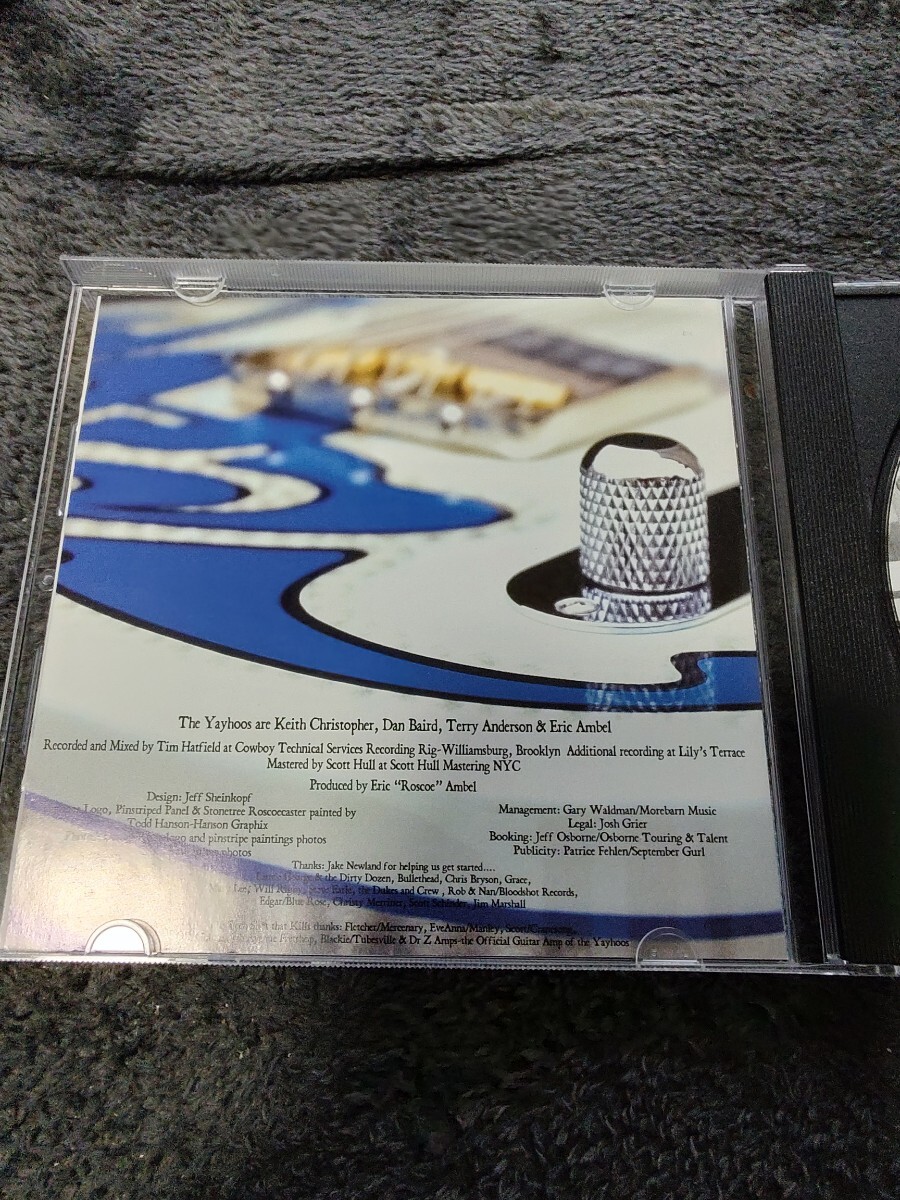 The Yayhoos are Keith Christopher, Dan Baird, Terry Anderson & Eric Ambel
Recorded and Mixed by Tim Hatfield at Cowboy Technical Services Recording Rig-Williamsburg, Brooklyn Additional recording at Lily's Terrace
Mastered by Scott Hull at Scott Hull Mastering NYC
Produced by Eric "Roscoe" Ambel
Design: Jeff Sheinkopf
Logo, Pinstriped Panel & Stonetree Roscoecaster painted by
Todd Hanson-Hanson Graphix
and pinstripe paintings photos
photos
Management: Gary Waldman/Morebarn Music
Legal: Josh Grier
Booking: Jeff Osborne/Osborne Touring & Talent
Publicity: Patrice Fehlen/September Gurl
Thanks: Jake Newland for helping us get started....
& the Dirty Dozen, Bullethead, Chris Bryson, Grace,
Will Rigby, Steve Earle, the Dukes and Crew , Rob & Nan/Bloodshot Records,
Edgar/Blue Rose, Christy Scott Schinder, Jim Marshall
that Kills thanks: Fletcher/Mercenary, EveAnna/Manley,
Blackie/Tubesville & Dr Z Amps-the Official Guitar Amp of the Yayhoos